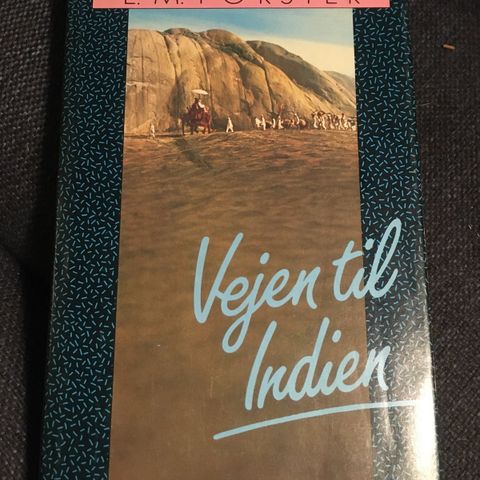 E. M. FORSTER
Vejen til
Indien